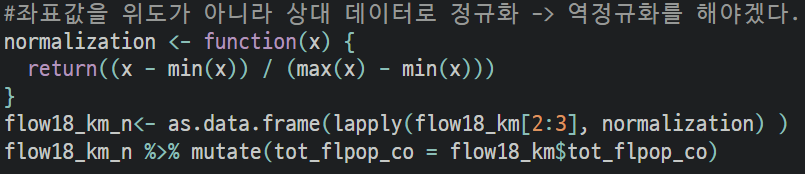 #좌표값을 위도가 아니라 상대 데이터로 정규화 -> 역정규화를 해야겠다.
normalization <- function(x) {
  return((x - min(x)) / (max(x) - min(x)))
}
flow18_km_n<- as.data.frame(lapply(flow18_km[2:3], normalization) )
flow18_km_n %>% mutate(tot_flpop_co = flow18_km$tot_flpop_co)